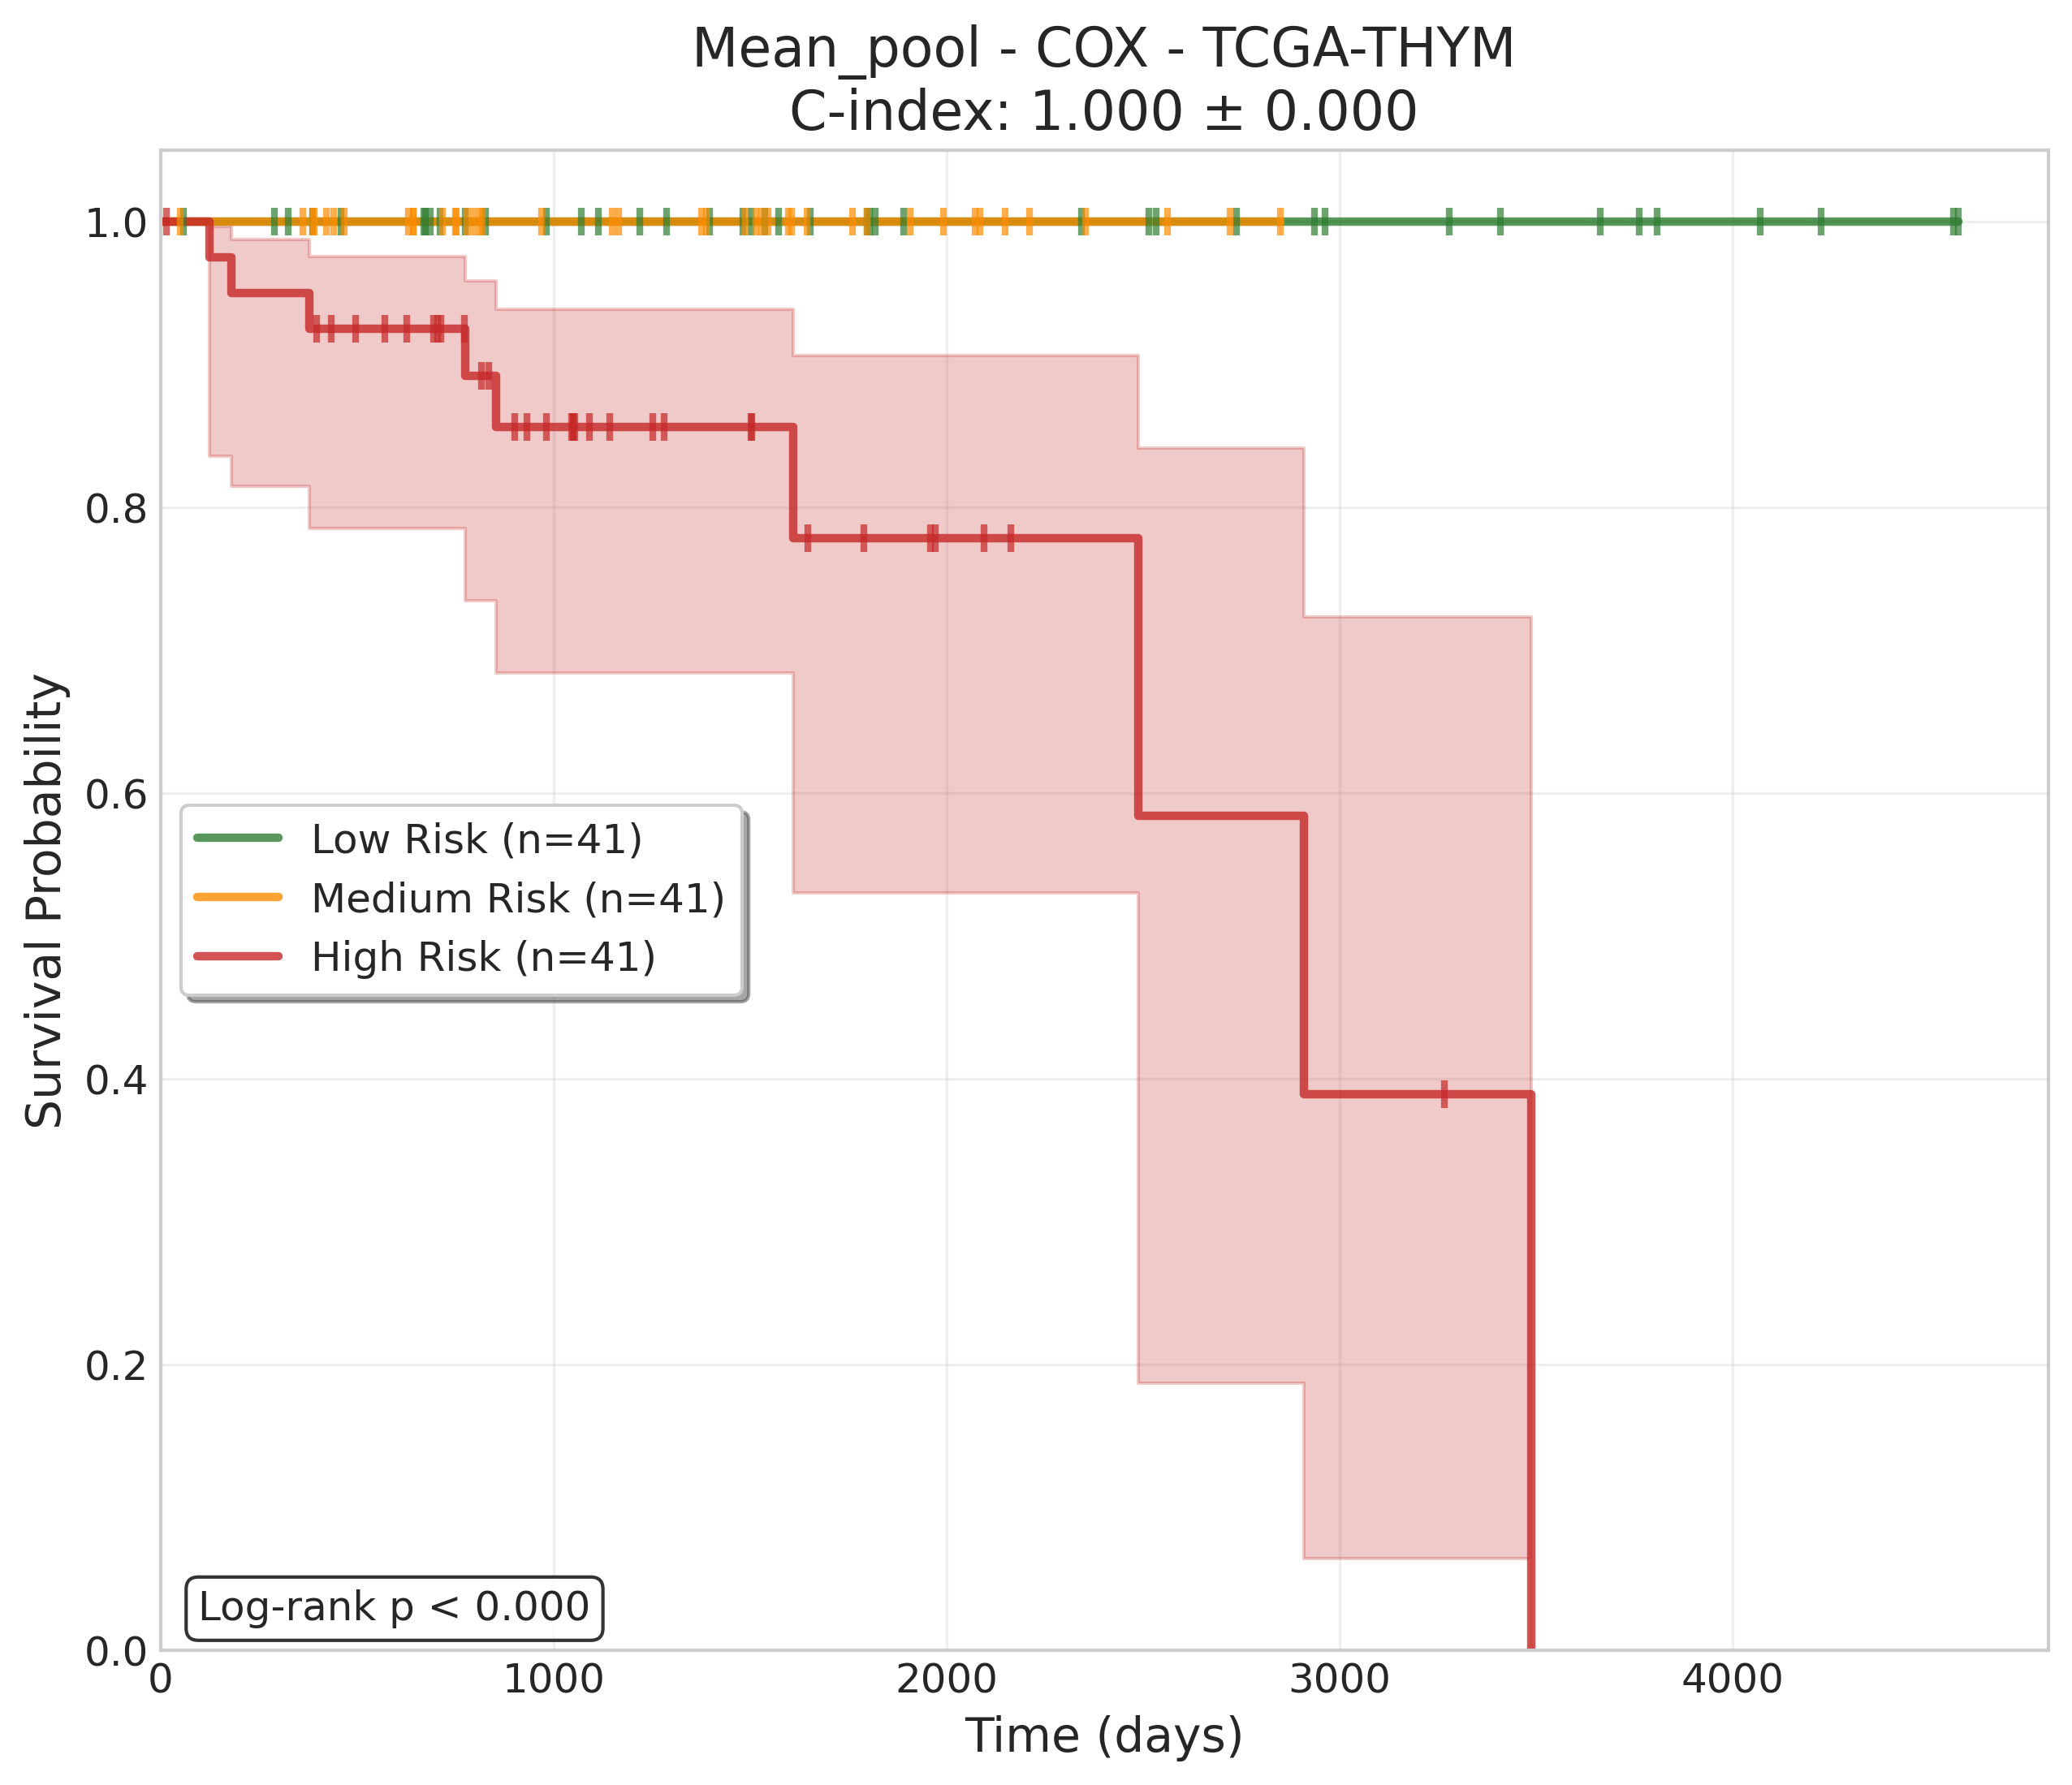 Mean_pool - COX - TCGA-THYM
C-index: 1.000 ± 0.000
Survival Probability
1.0
0.8
0.6
0.4
0.2
0.0
Low Risk (n=41)
Medium Risk (n=41)
High Risk (n=41)
Log-rank p < 0.000
0 1000 2000 3000 4000
Time (days)